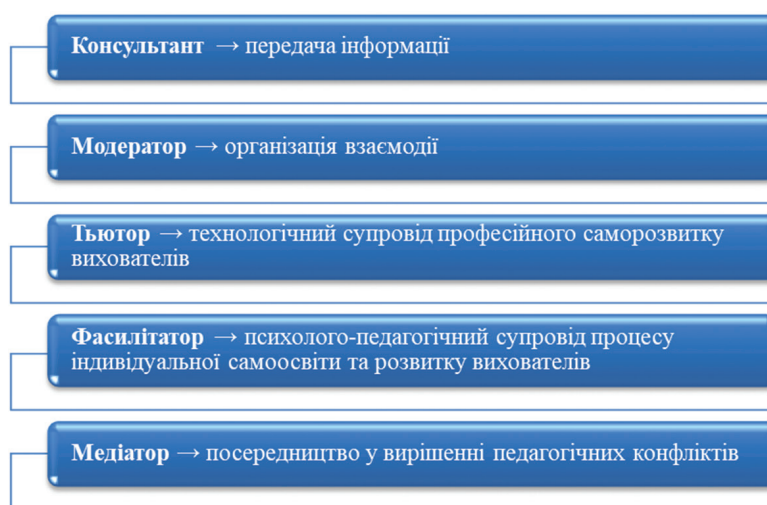 Консультант → передача інформації
Модератор → організація взаємодії
Тьютор → технологічний супровід професійного саморозвитку
вихователів
Фасилітатор → психолого-педагогічний супровід процесу
індивідуальної самоосвіти та розвитку вихователів
Медіатор → посередництво у вирішенні педагогічних конфліктів